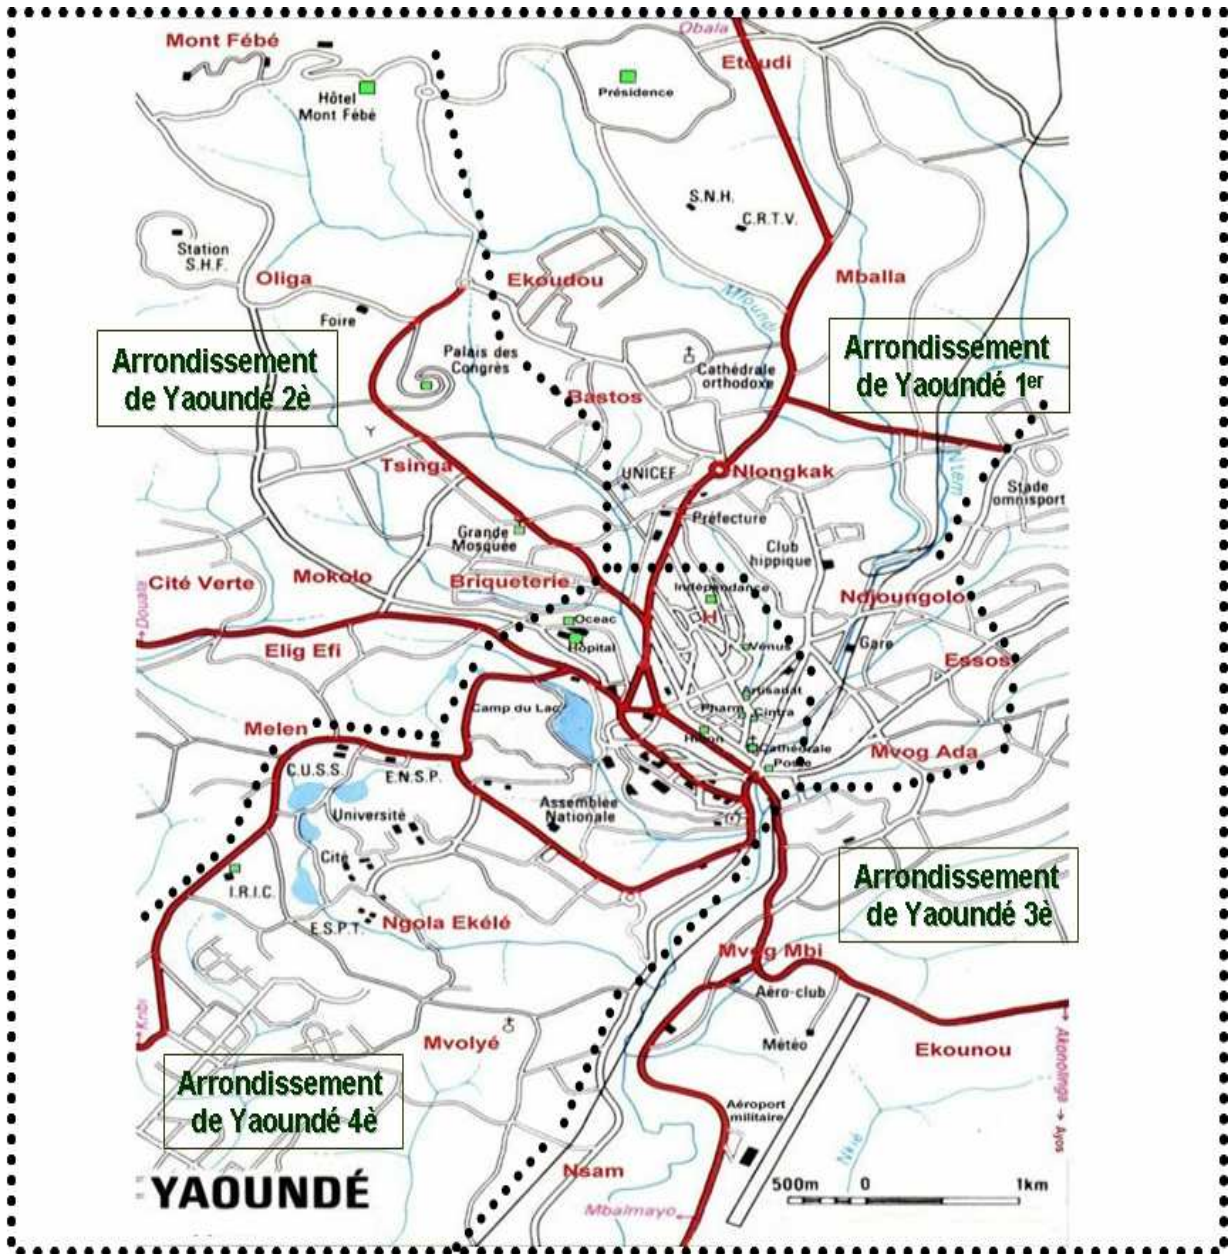 Obala
Mont Fébé
Etoudi
Présidence
Hôtel
Mont Fébé
S.N.H.
C.R.T.V.
Station
S.H.F.
Oliga
Ekoudou
Mballa
Mfoundi
Foire
Arrondissement
de Yaoundé 2è
Palais des
Congrès
Cathédrale
orthodoxe
Arrondissement
de Yaoundé 1er
Bastos
Tsinga
UNICEF
Nlongkak
Ntem
Stade
omnisport
Préfecture
Grande
Mosquée
Club
hippique
Cité Verte
Mokolo
Briqueterie
Indépendance
Ndjoungolo
Douala
H
Oceac
Hôpital
Vénus
Gare
Elig Efi
Essos
Artisanat
Camp du Lac
Pharm
Cintra
Melen
Hilton
Cathédrale
Poste
Mvog Ada
C.U.S.S.
E.N.S.P.
Assemblée
Nationale
Université
Cité
I.R.I.C.
Arrondissement
de Yaoundé 3è
E.S.P.T.
Ngola Ekélé
Mvog Mbi
Aéro-club
Kribi
Mvolyé
Météo
Ekounou
Akonolinga → Ayos
Arrondissement
de Yaoundé 4è
Aéroport
militaire
Nkié
Nsam
YAOUNDÉ
500m 0 1km
Mbalmayo